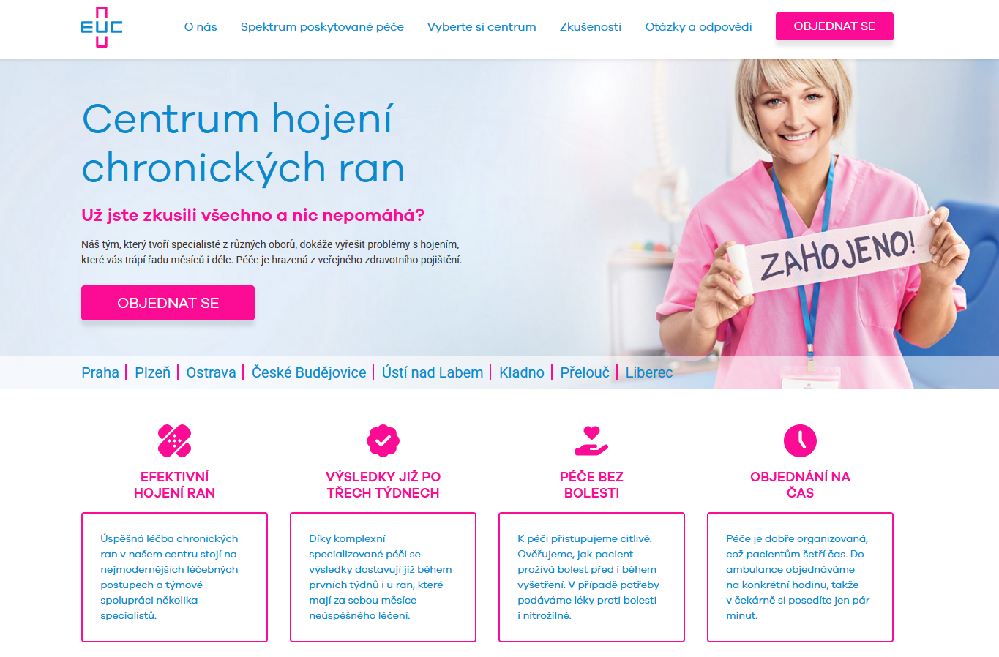 EUC
O nás
Spektrum poskytované péče
Vyberte si centrum
Zkušenosti
Otázky a odpovědi
OBJEDNAT SE
Centrum hojení
chronických ran
Už jste zkusili všechno a nic nepomáhá?
Náš tým, který tvoří specialisté z různých oborů, dokáže vyřešit problémy s hojením,
které vás trápí řadu měsíců i déle. Péče je hrazená z veřejného zdravotního pojištění.
OBJEDNAT SE
ZAHOJENO!
Praha | Plzeň | Ostrava | České Budějovice | Ústí nad Labem | Kladno | Přelouč | Liberec
EFEKTIVNÍ
HOJENÍ RAN
Úspěšná léčba chronických
ran v našem centru stojí na
nejmodernějších léčebných
postupech a týmové
spolupráci několika
specialistů.
VÝSLEDKY JIŽ PO
TŘECH TÝDNECH
Díky komplexní
specializované péči se
výsledky dostavují již během
prvních týdnů i u ran, které
mají za sebou měsíce
neúspěšného léčení.
PÉČE BEZ
BOLESTI
K péči přistupujeme citlivě.
Ověřujeme, jak pacient
prožívá bolest před i během
vyšetření. V případě potřeby
podáváme léky proti bolesti
i nitrožilně.
OBJEDNÁNÍ NA
ČAS
Péče je dobře organizovaná,
což pacientům šetří čas. Do
ambulance objednáváme
na konkrétní hodinu, takže
v čekárně si posedíte jen pár
minut.